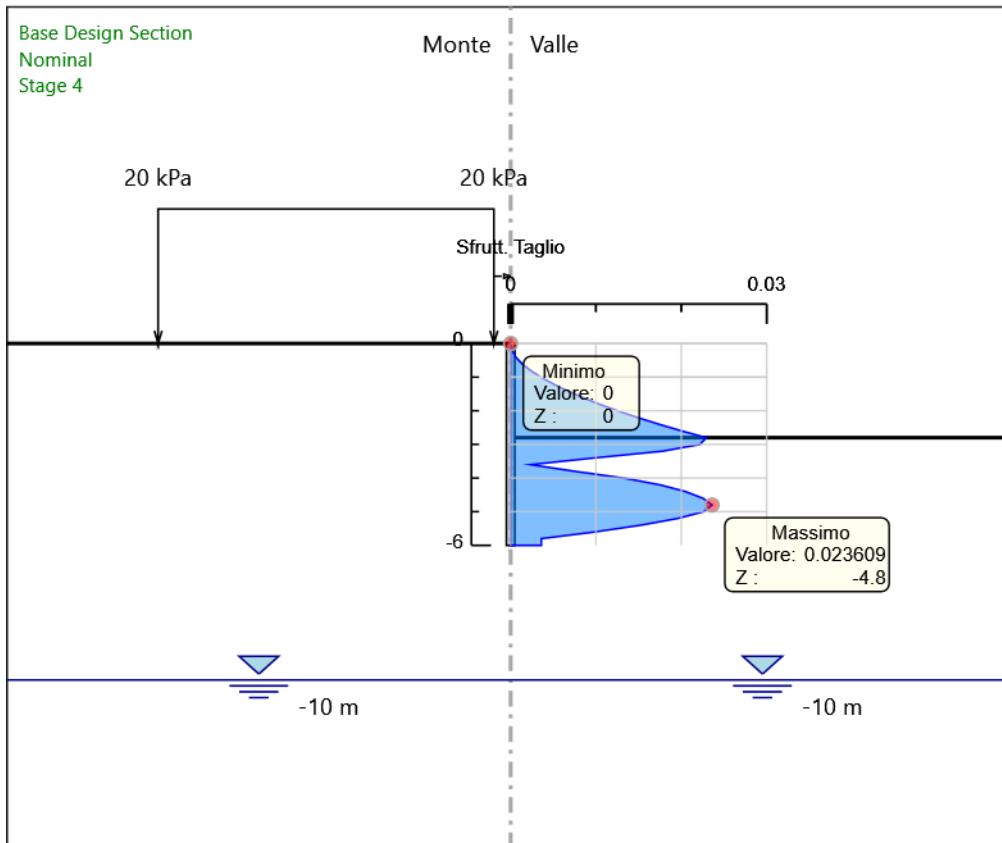 Base Design Section
Nominal
Stage 4
Monte
Valle
20 kPa
20 kPa
Sfrutt. Taglio
0
0.03
0
Minimo
Valore: 0
Z : 0
-6
Massimo
Valore: 0.023609
Z : -4.8
-10 m
-10 m